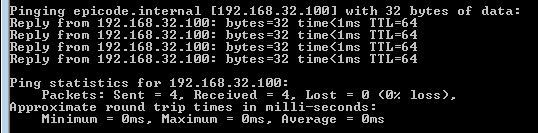 Pinging epicode.internal [192.168.32.100] with 32 bytes of data:
Reply from 192.168.32.100: bytes=32 time<1ms TTL=64
Reply from 192.168.32.100: bytes=32 time<1ms TTL=64
Reply from 192.168.32.100: bytes=32 time<1ms TTL=64
Reply from 192.168.32.100: bytes=32 time<1ms TTL=64
Ping statistics for 192.168.32.100:
Packets: Sent = 4, Received = 4, Lost = 0 (0% loss),
Approximate round trip times in milli-seconds:
Minimum = 0ms, Maximum = 0ms, Average = 0ms